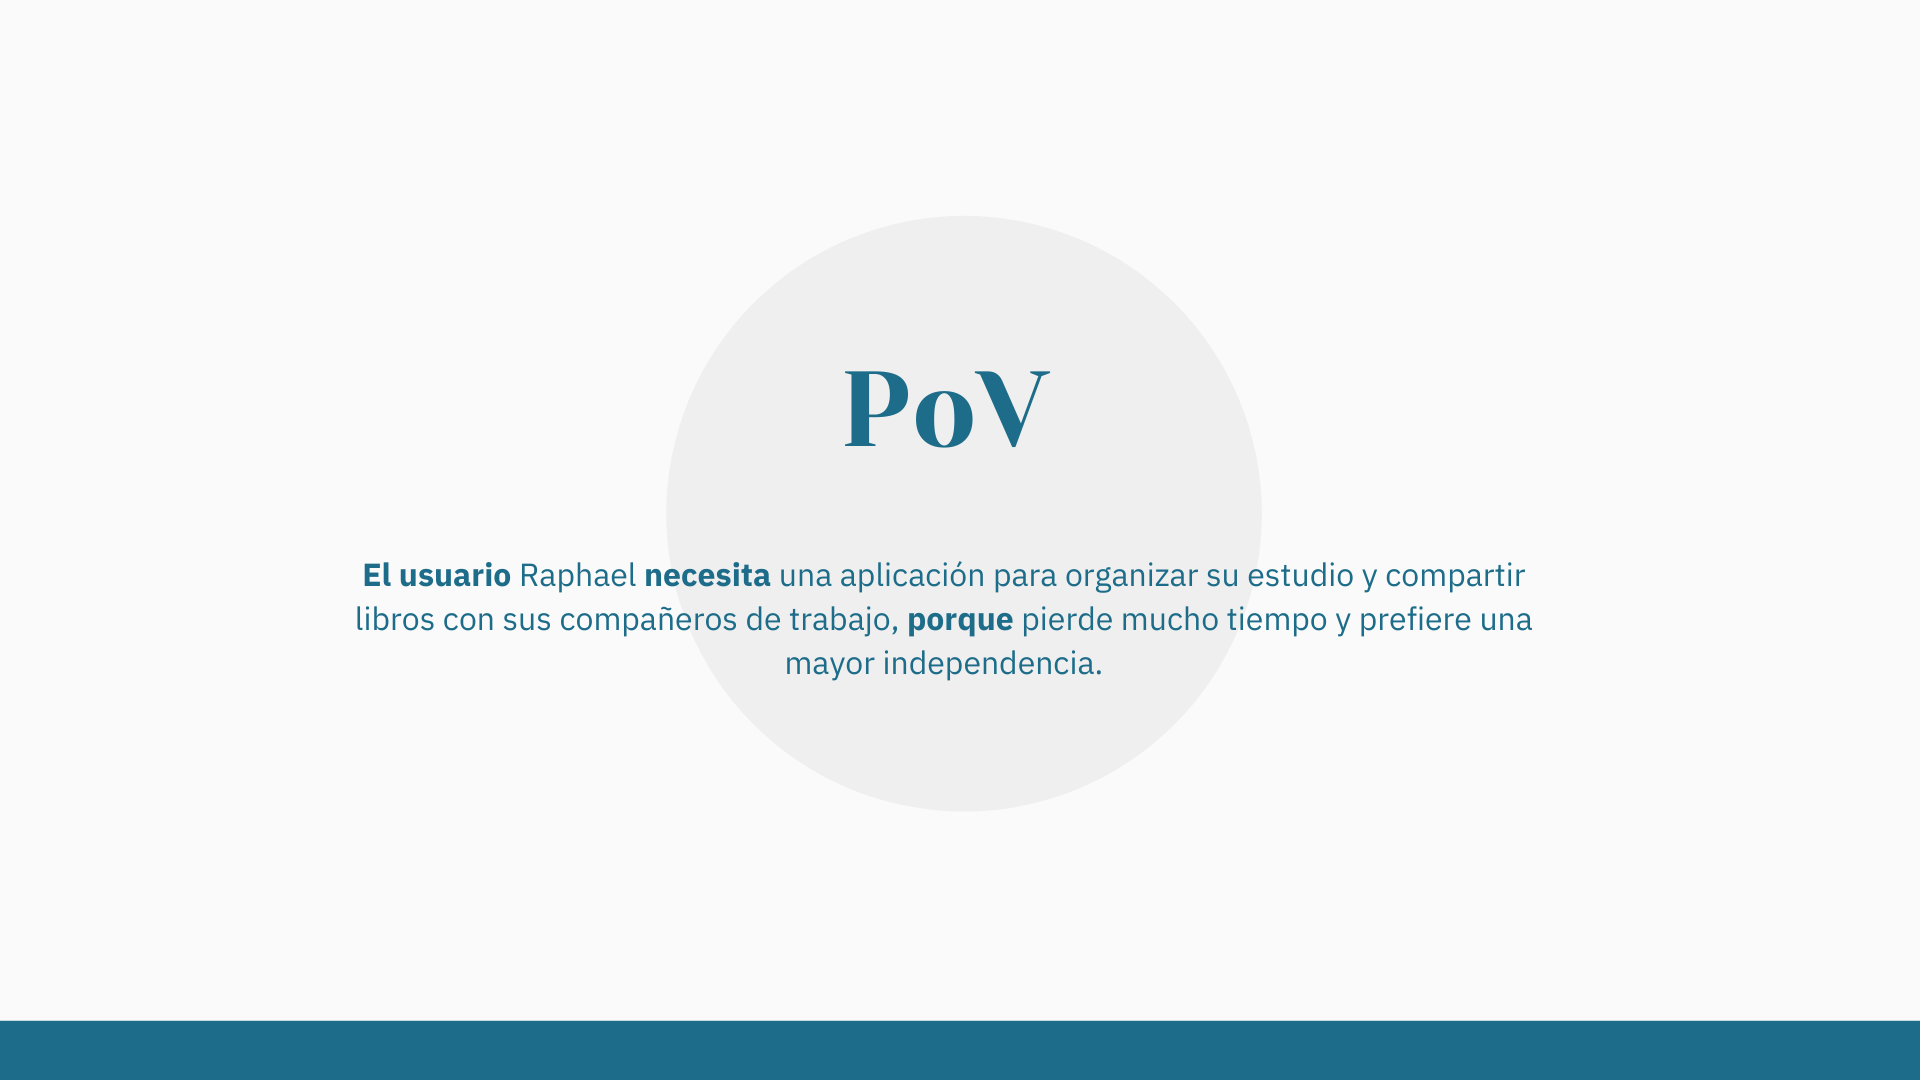 PoV
El usuario Raphael necesita una aplicación para organizar su estudio y compartir
libros con sus compañeros de trabajo, porque pierde mucho tiempo y prefiere una
mayor independencia.